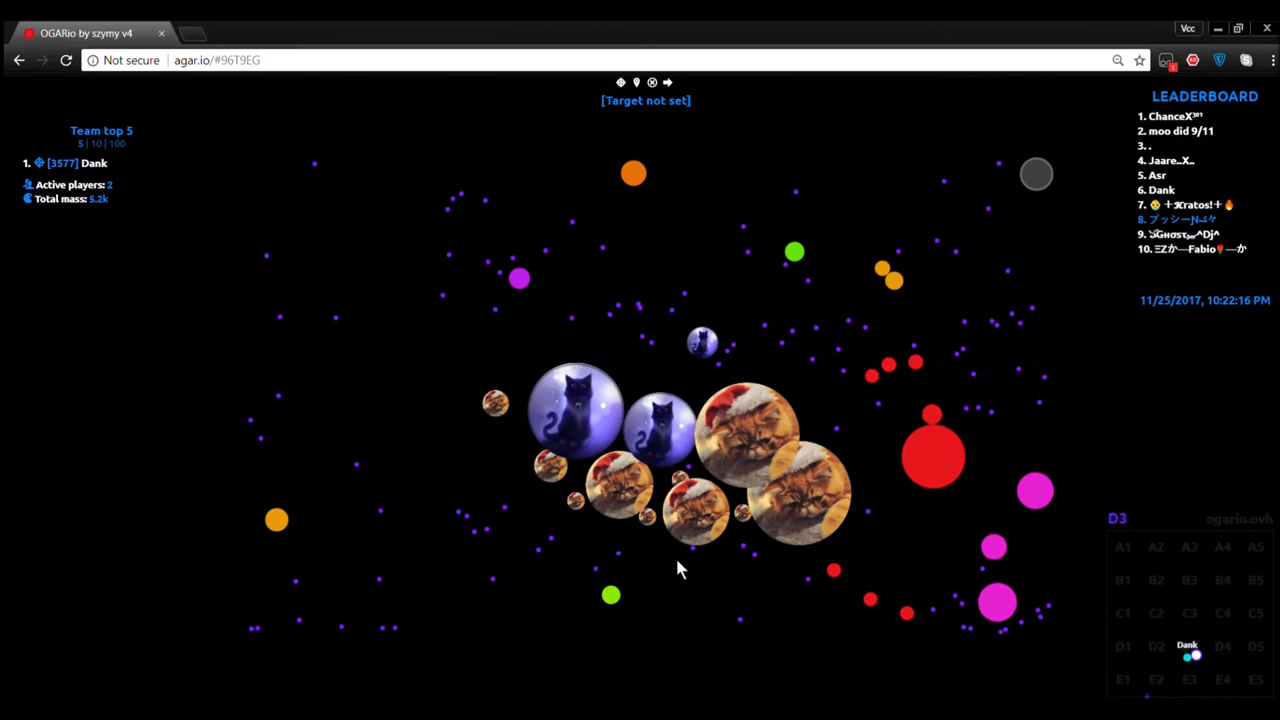 OGARio by szymy v4
Vcc
Not secure
agar.io/#96T9EG
[Target not set]
Team top 5
5 | 10 | 100
1. [3577] Dank
Active players: 2
Total mass: 5.2k
LEADERBOARD
1. ChanceX³⁰¹
2. moo did 9/11
3. .
4. Jaare..X..
5. Asr
6. Dank
7.
8.
9.
10. Fabio
11/25/2017, 10:22:16 PM
D3
ogario.ovh
A1 A2 A3 A4 A5
B1 B2 B3 B4 B5
C1 C2 C3 C4 C5
Dank
D1 D2 D4 D5
E1 E2 E3 E4 E5